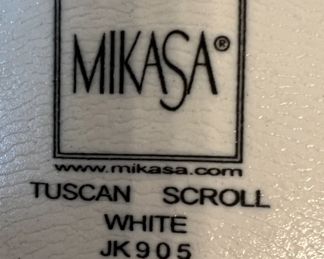 MIKASA®
www.mikasa.com
TUSCAN SCROLL
WHITE
JK905